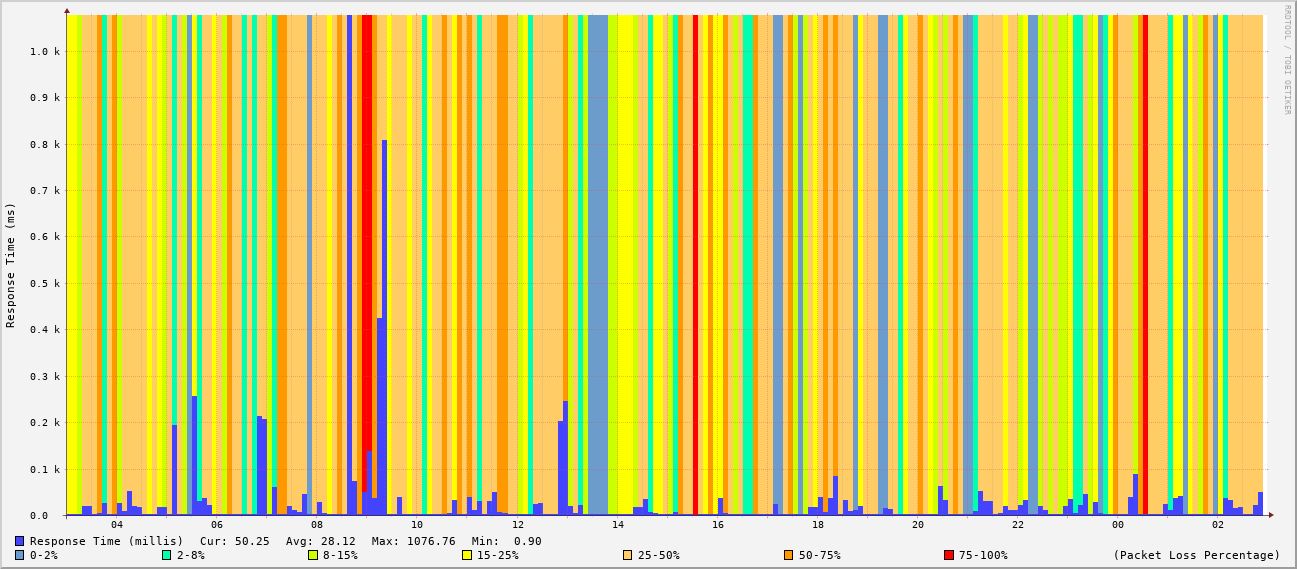 RRDTOOL / TOBI OETIKER
Response Time (ms)
1.0 k
0.9 k
0.8 k
0.7 k
0.6 k
0.5 k
0.4 k
0.3 k
0.2 k
0.1 k
0.0
04 06 08 10 12 14 16 18 20 22 00 02
Response Time (millis) Cur: 50.25 Avg: 28.12 Max: 1076.76 Min: 0.90
0-2% 2-8% 8-15% 15-25% 25-50% 50-75% 75-100% (Packet Loss Percentage)